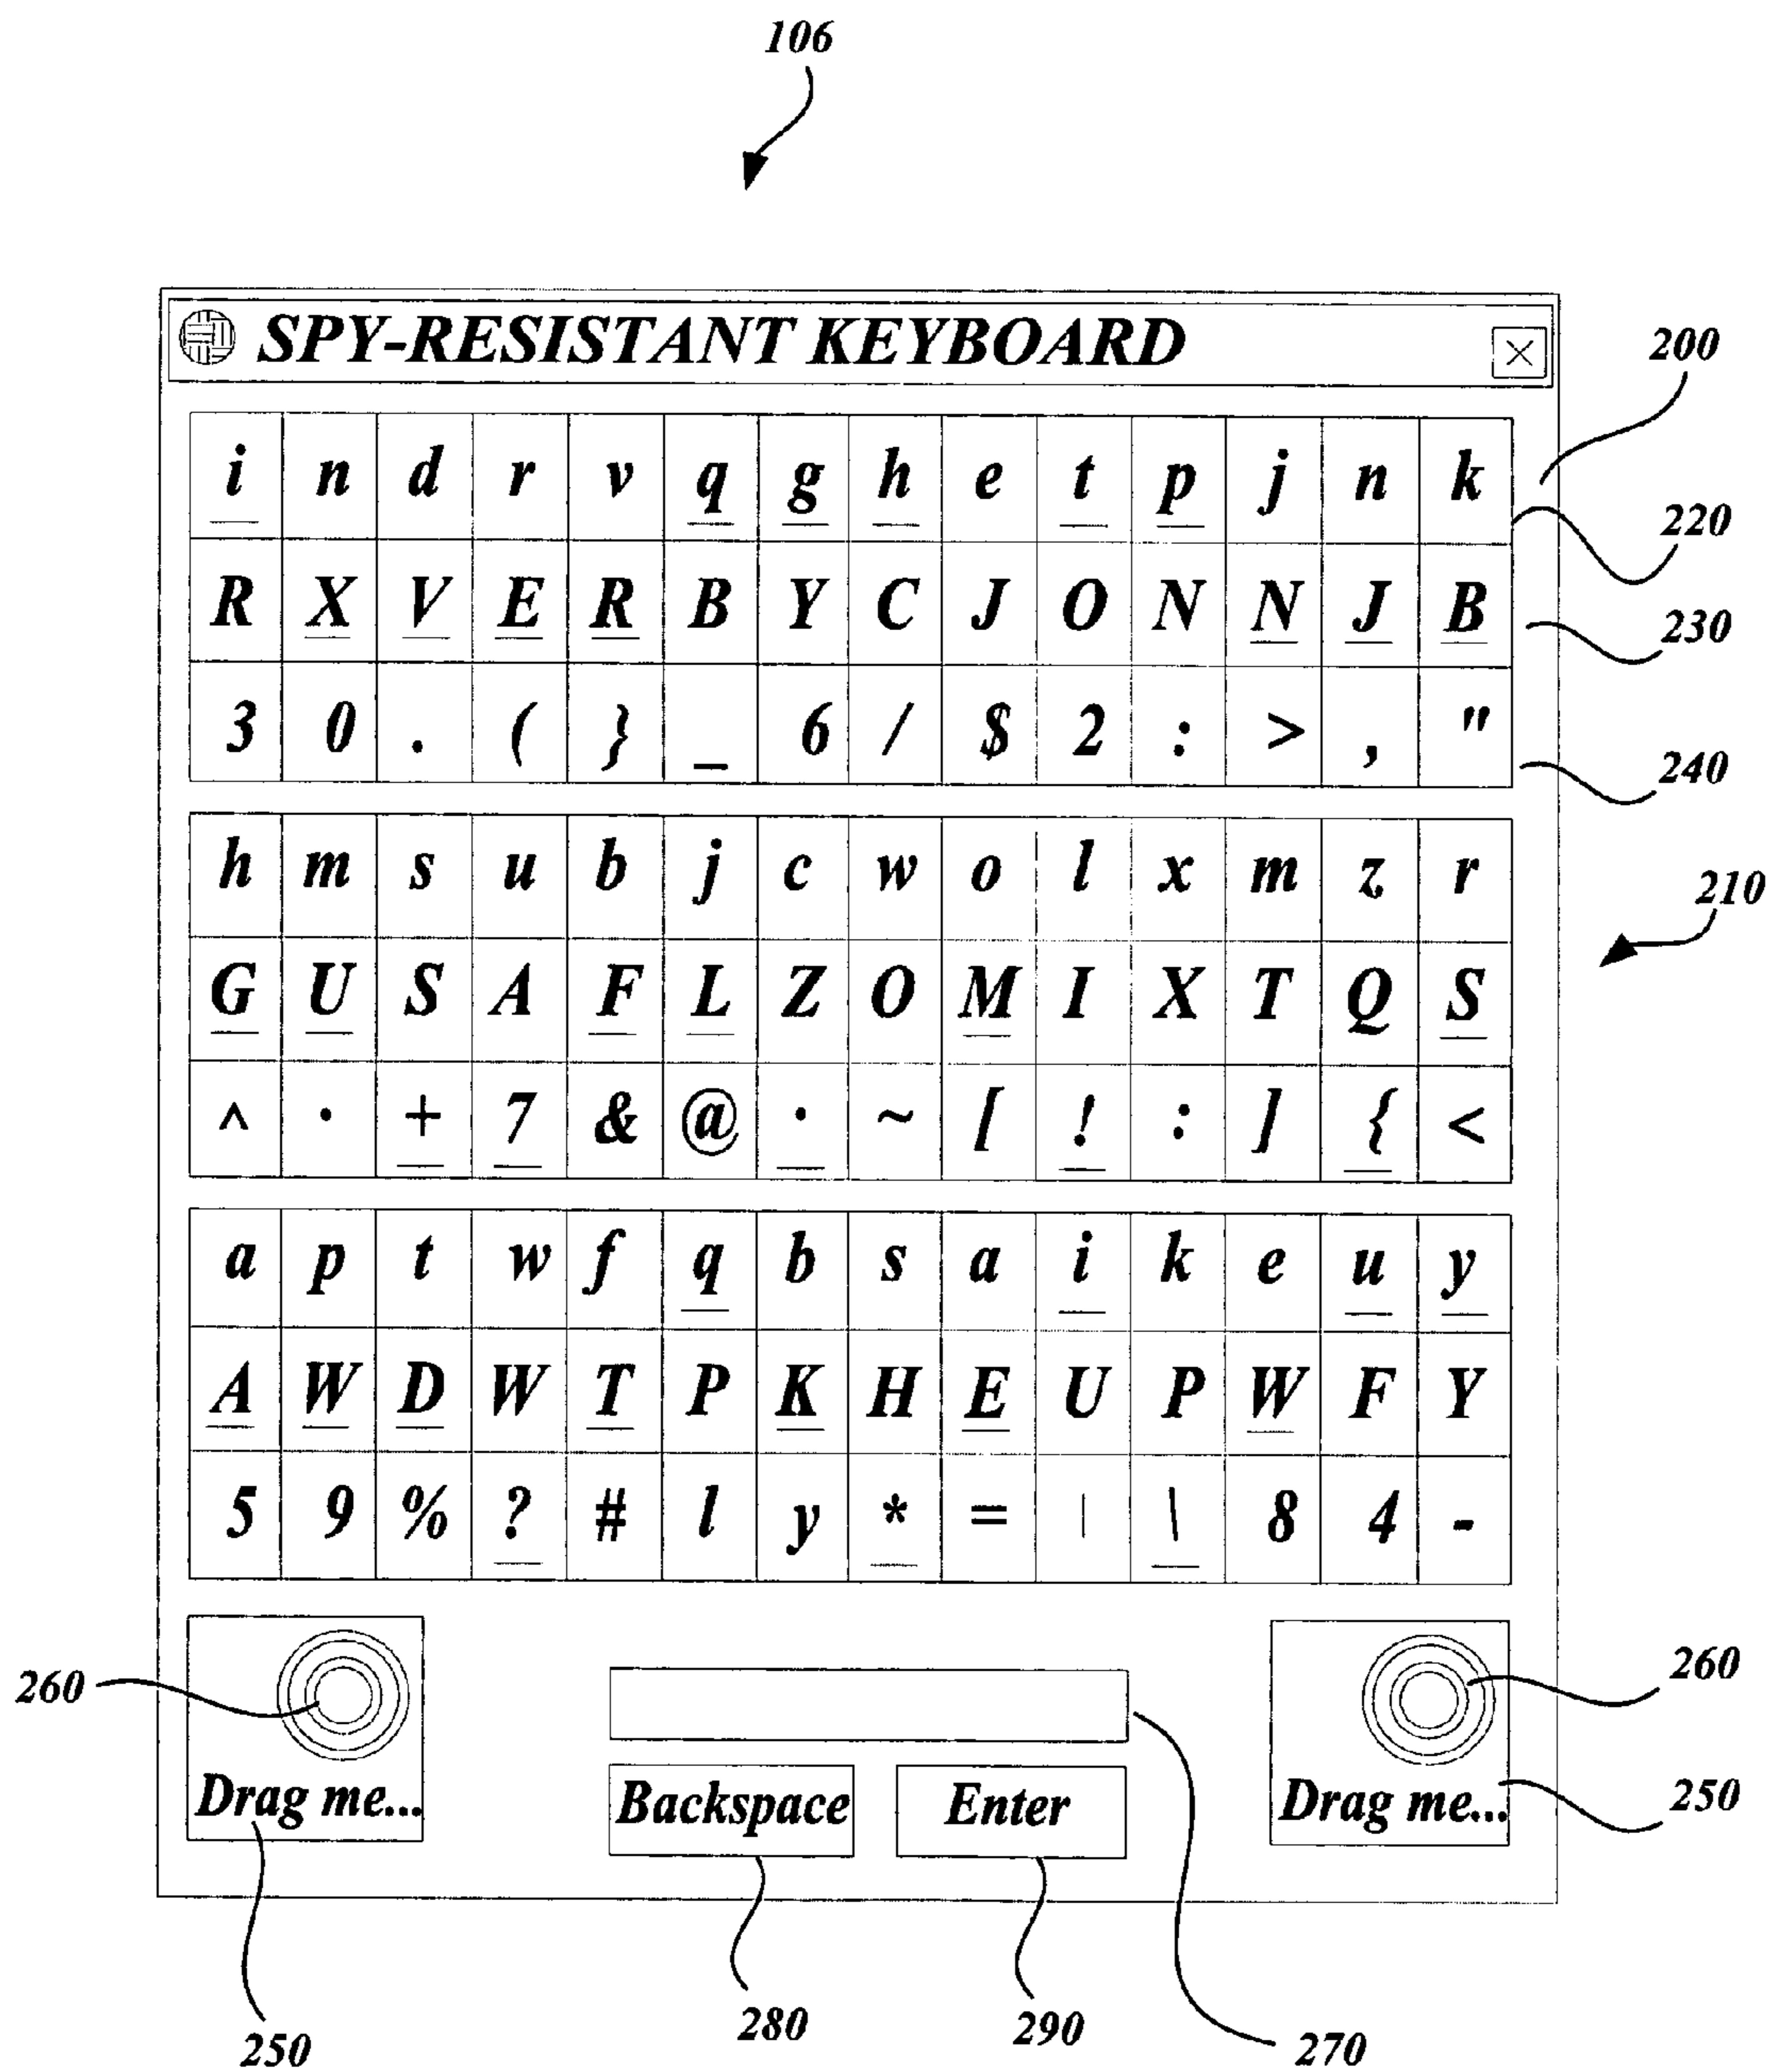 106
SPY-RESISTANT KEYBOARD
200
i n d r v q g h e t p j n k
220
R X V E R B Y C J O N N J B
230
3 0 . ( } _ 6 / $ 2 : > , "
240
h m s u b j c w o l x m z r
210
G U S A F L Z O M I X T Q S
^ · + 7 & @ · ~ [ ! : ] { <
a p t w f q b s a i k e u y
A W D W T P K H E U P W F Y
5 9 % ? # l y * = | \ 8 4 -
260
260
Drag me...
Backspace
Enter
Drag me...
250
250
280
290
270